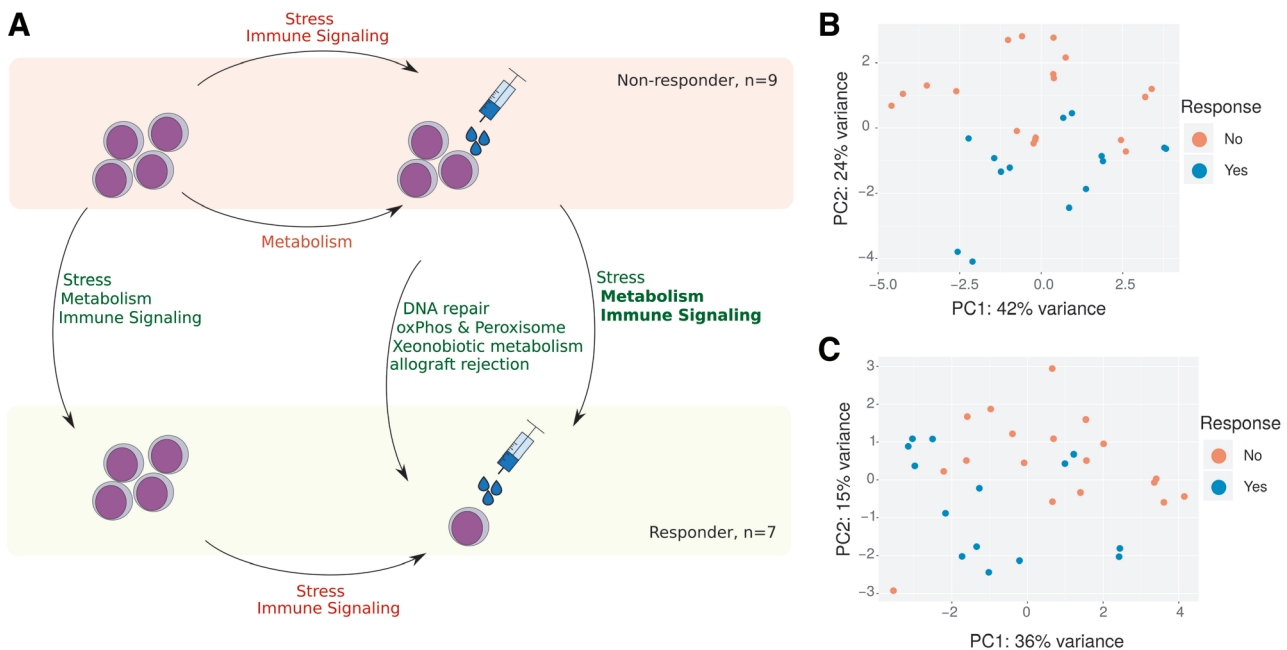 A
Stress
Immune Signaling
Non-responder, n=9
Metabolism
Stress
Metabolism
Immune Signaling
DNA repair
oxPhos & Peroxisome
Xeonobiotic metabolism
allograft rejection
Stress
Metabolism
Immune Signaling
Responder, n=7
Stress
Immune Signaling
B
PC2: 24% variance
2
0
−2
−4
−5.0
−2.5
0.0
2.5
PC1: 42% variance
Response
No
Yes
C
PC2: 15% variance
3
2
1
0
−1
−2
−3
−2
0
2
4
PC1: 36% variance
Response
No
Yes